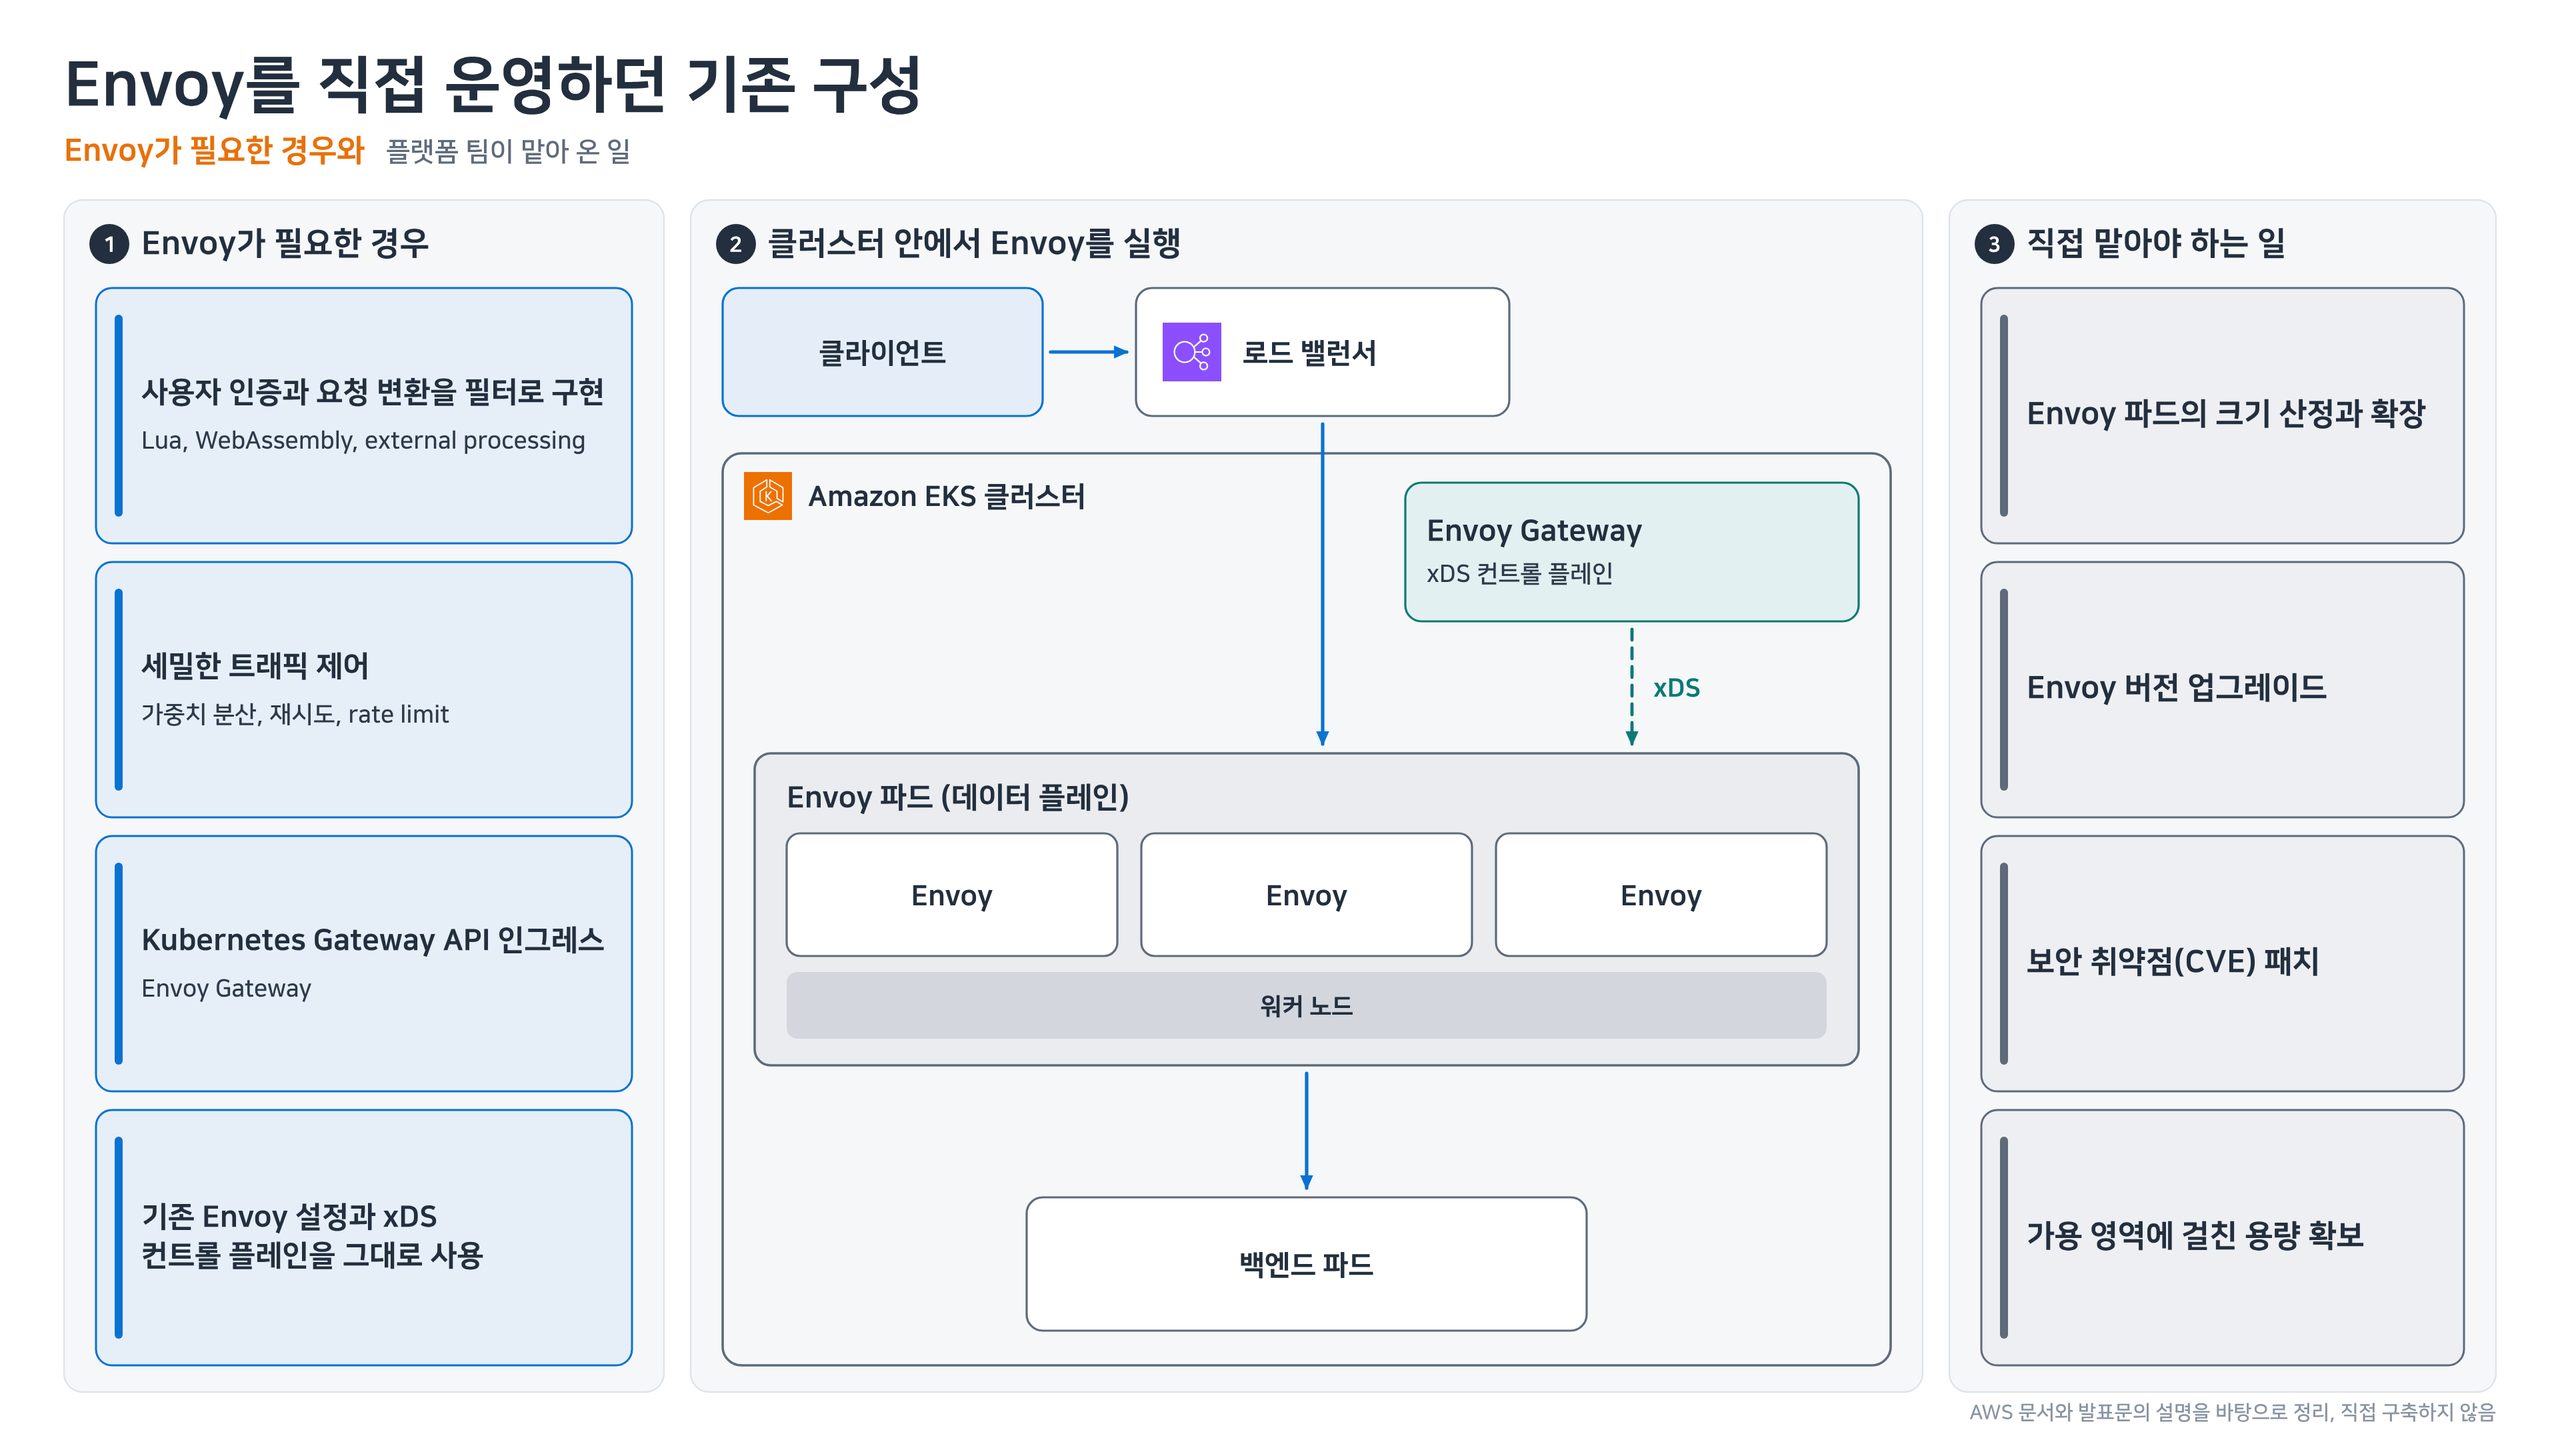 Envoy를 직접 운영하던 기존 구성
Envoy가 필요한 경우와 플랫폼 팀이 맡아 온 일
1 Envoy가 필요한 경우
사용자 인증과 요청 변환을 필터로 구현
Lua, WebAssembly, external processing
세밀한 트래픽 제어
가중치 분산, 재시도, rate limit
Kubernetes Gateway API 인그레스
Envoy Gateway
기존 Envoy 설정과 xDS
컨트롤 플레인을 그대로 사용
2 클러스터 안에서 Envoy를 실행
클라이언트
로드 밸런서
Amazon EKS 클러스터
Envoy Gateway
xDS 컨트롤 플레인
xDS
Envoy 파드 (데이터 플레인)
Envoy
Envoy
Envoy
워커 노드
백엔드 파드
3 직접 맡아야 하는 일
Envoy 파드의 크기 산정과 확장
Envoy 버전 업그레이드
보안 취약점(CVE) 패치
가용 영역에 걸친 용량 확보
AWS 문서와 발표문의 설명을 바탕으로 정리, 직접 구축하지 않음